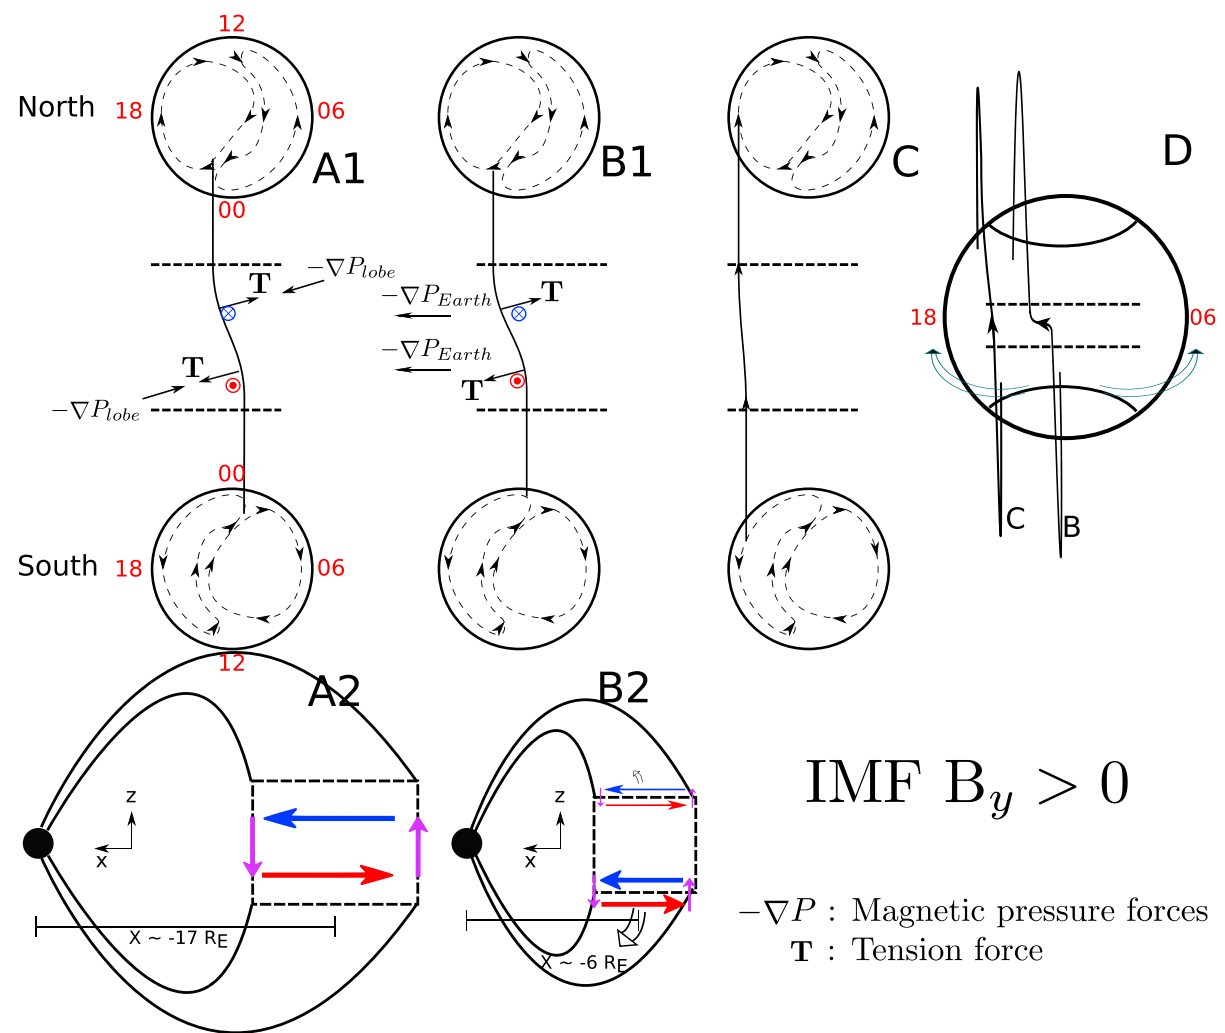 12
North
18
06
A1
B1
C
D
00
−∇P_lobe
T
−∇P_Earth
T
18
06
−∇P_Earth
T
T
−∇P_lobe
00
C
B
South
18
06
12
A2
B2
z
x
z
x
IMF B_y > 0
−∇P : Magnetic pressure forces
X ~ -17 R_E
T : Tension force
X ~ -6 R_E